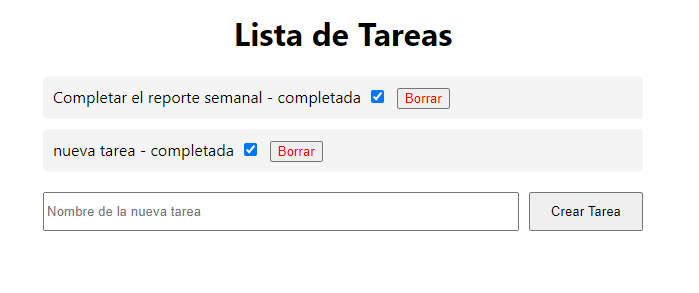 Lista de Tareas
Completar el reporte semanal - completada Borrar
nueva tarea - completada Borrar
Nombre de la nueva tarea Crear Tarea